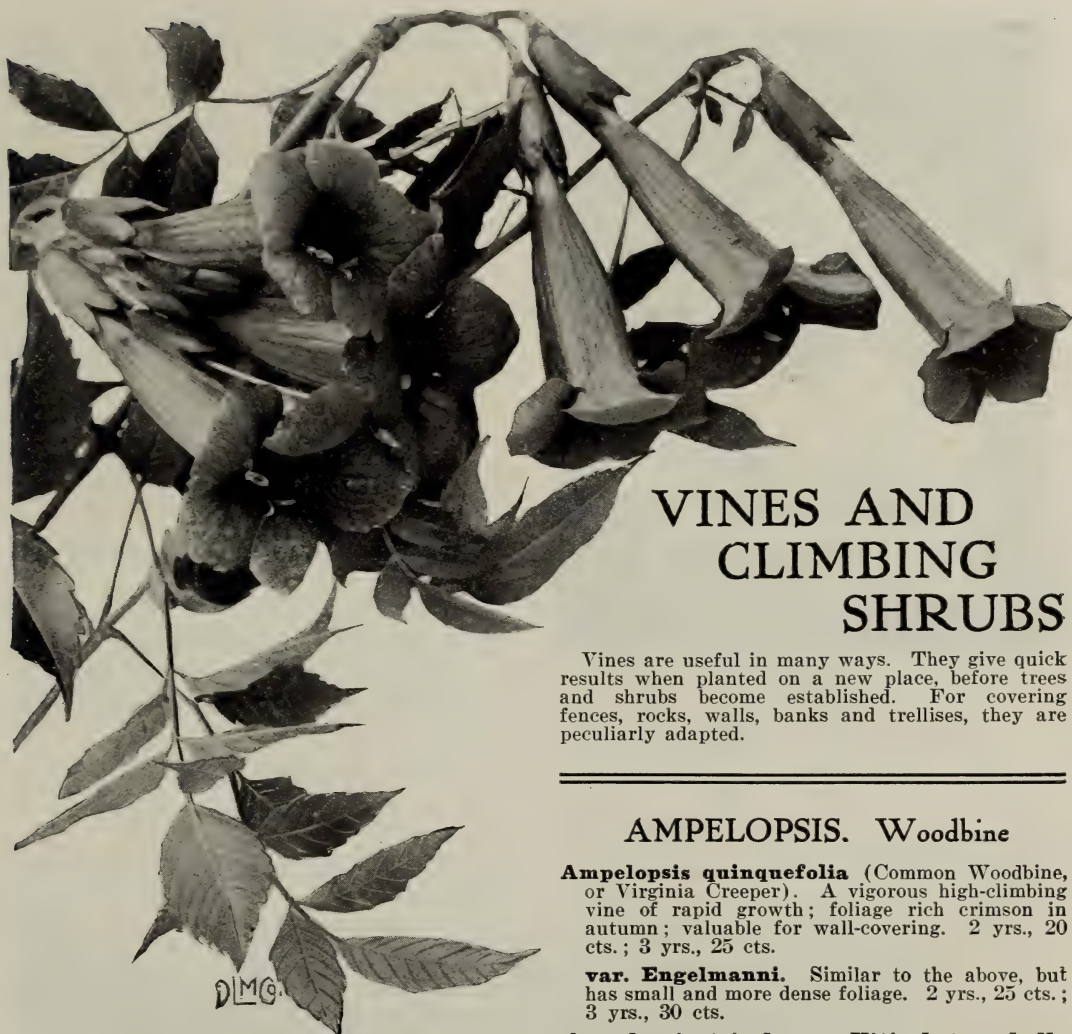 VINES AND
CLIMBING
SHRUBS
Vines are useful in many ways. They give quick
results when planted on a new place, before trees
and shrubs become established. For covering
fences, rocks, walls, banks and trellises, they are
peculiarly adapted.
AMPELOPSIS. Woodbine
Ampelopsis quinquefolia (Common Woodbine,
or Virginia Creeper). A vigorous high-climbing
vine of rapid growth; foliage rich crimson in
autumn; valuable for wall-covering. 2 yrs., 20
cts.; 3 yrs., 25 cts.
var. Engelmanni. Similar to the above, but
has small and more dense foliage. 2 yrs., 25 cts.;
3 yrs., 30 cts.
DLMCo.